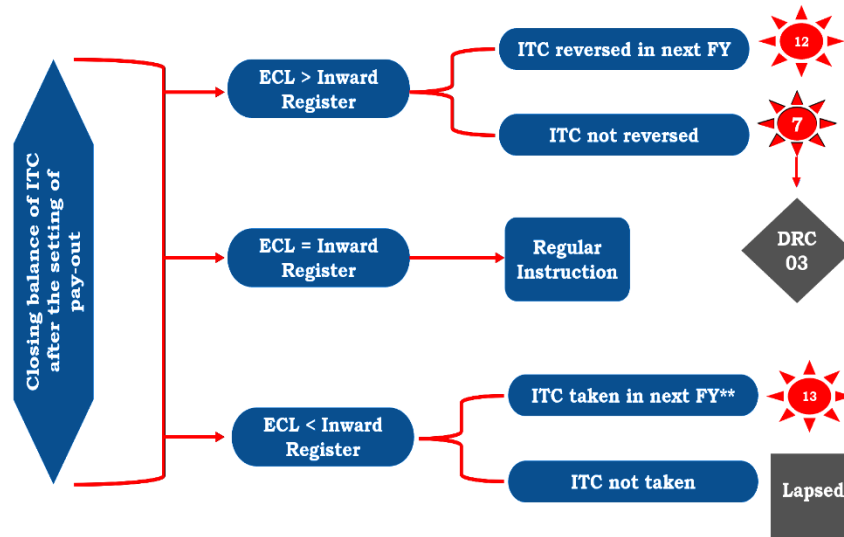 Closing balance of ITC
after the setting of
pay-out
ECL > Inward
Register
ITC reversed in next FY
12
ITC not reversed
7
DRC
03
ECL = Inward
Register
Regular
Instruction
ECL < Inward
Register
ITC taken in next FY**
13
ITC not taken
Lapsed